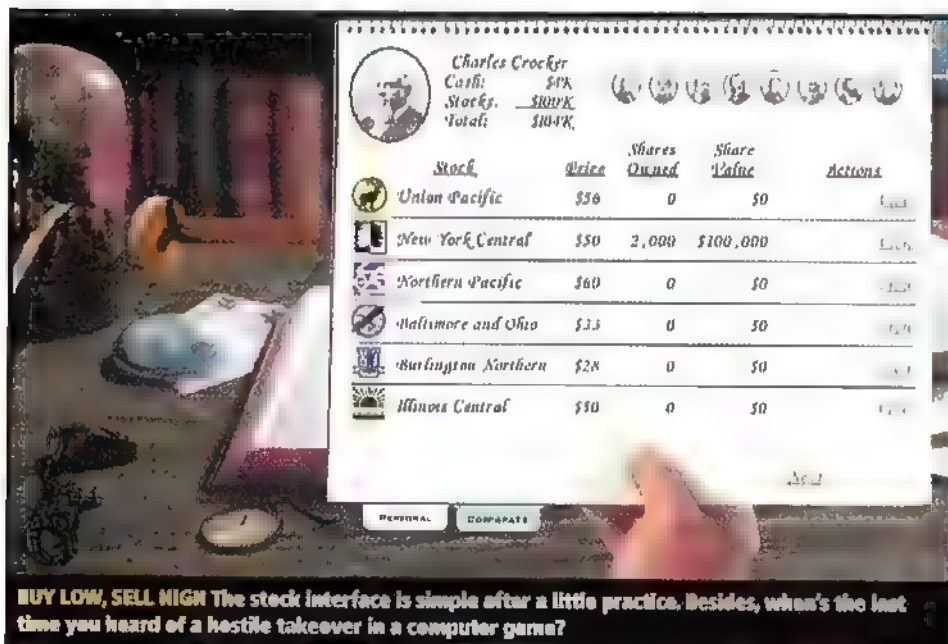 Charles Crocker
Cash: $4K
Stocks: $100K
Total: $104K
Shares Share
Stock Price Owned Value Actions
Union Pacific $56 0 $0
New York Central $50 2,000 $100,000
Northern Pacific $60 0 $0
Baltimore and Ohio $33 0 $0
Burlington Northern $28 0 $0
Illinois Central $50 0 $0
PERSONAL CORPORATE
BUY LOW, SELL HIGH The stock interface is simple after a little practice. Besides, when's the last
time you heard of a hostile takeover in a computer game?